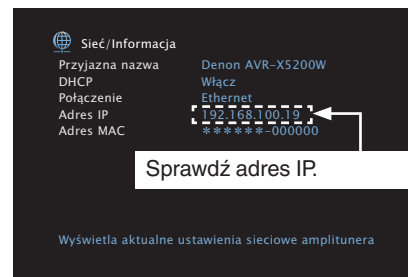 Sieć/Informacja
Przyjazna nazwa Denon AVR-X5200W
DHCP Włącz
Połączenie Ethernet
Adres IP 192.168.100.19
Adres MAC ******-000000
Sprawdź adres IP.
Wyświetla aktualne ustawienia sieciowe amplitunera